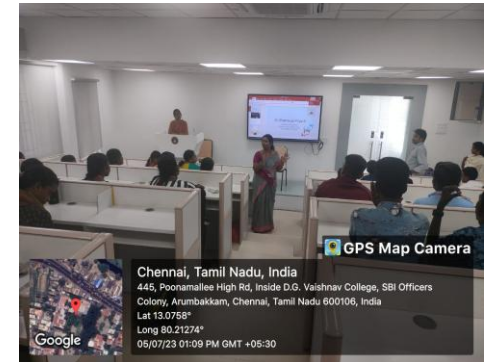 GPS Map Camera
Chennai, Tamil Nadu, India
445, Poonamallee High Rd, Inside D.G. Vaishnav College, SBI Officers
Colony, Arumbakkam, Chennai, Tamil Nadu 600106, India
Lat 13.0758°
Long 80.21274°
05/07/23 01:09 PM GMT +05:30
Google